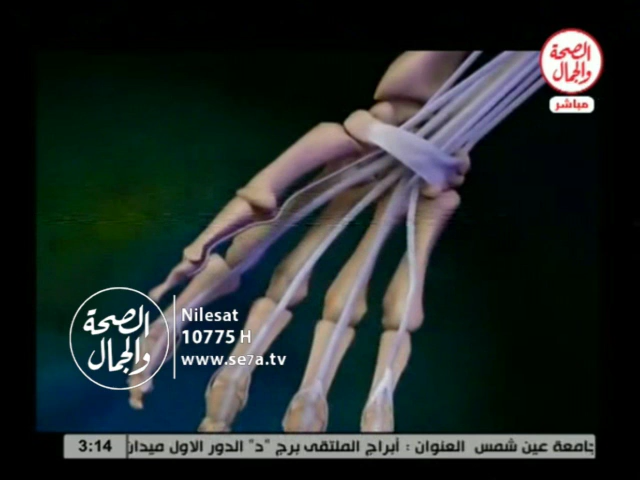 الصحة
والجمال
مباشر
الصحة
والجمال
Nilesat
10775 H
www.se7a.tv
3:14
جامعة عين شمس العنوان : أبراج الملتقى برج "د" الدور الاول ميدان